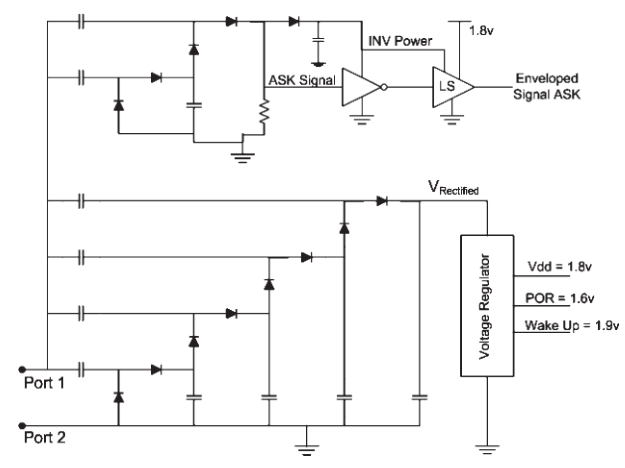 1.8v
INV Power
ASK Signal
LS
Enveloped
Signal ASK
VRectified
Voltage Regulator
Vdd = 1.8v
POR = 1.6v
Wake Up = 1.9v
Port 1
Port 2